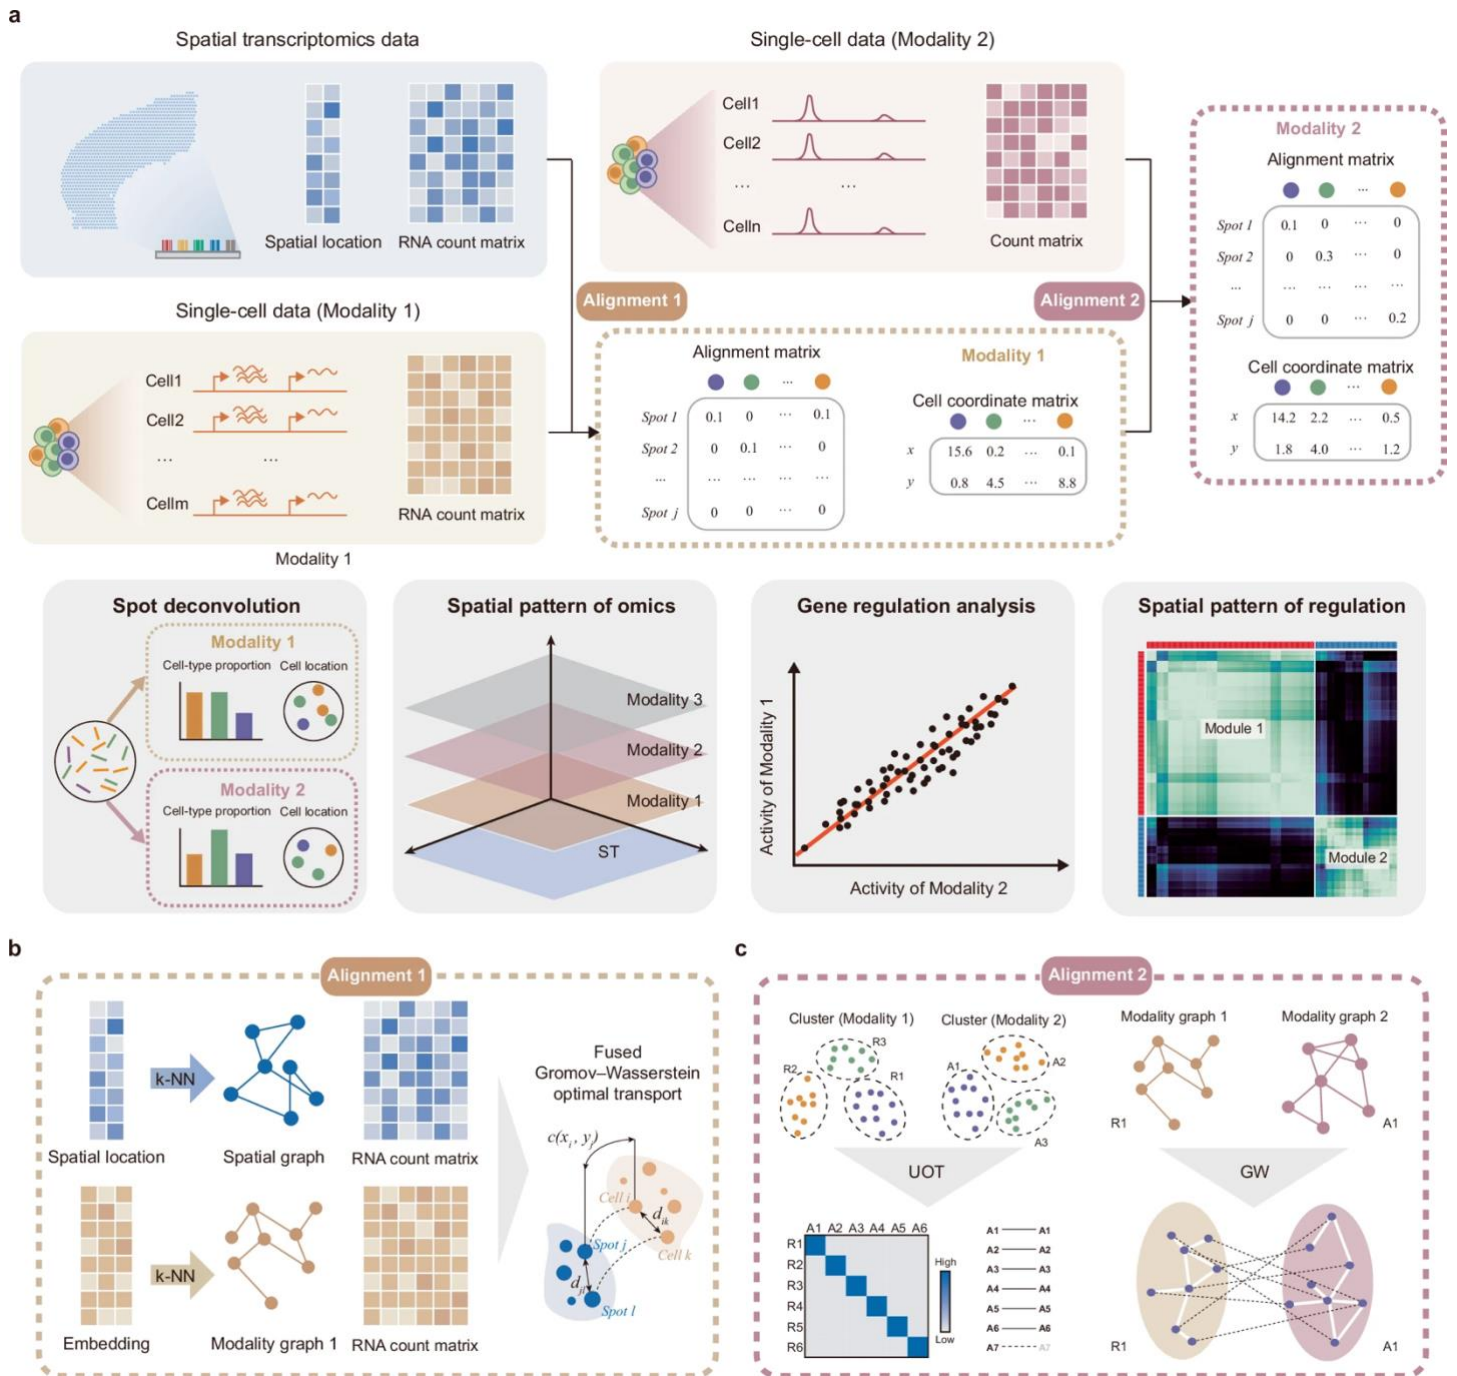 a
Spatial transcriptomics data
Spatial location
RNA count matrix
Single-cell data (Modality 2)
Cell1
Cell2
...
...
Celln
Count matrix
Single-cell data (Modality 1)
Cell1
Cell2
...
...
Cellm
RNA count matrix
Modality 1
Alignment 1
Alignment 2
Alignment matrix
Spot 1 0.1 0 ... 0.1
Spot 2 0 0.1 ... 0
... ... ... ... ...
Spot j 0 0 ... 0
Modality 1
Cell coordinate matrix
...
x 15.6 0.2 ... 0.1
y 0.8 4.5 ... 8.8
Modality 2
Alignment matrix
...
Spot 1 0.1 0 ... 0
Spot 2 0 0.3 ... 0
... ... ... ... ...
Spot j 0 0 ... 0.2
Cell coordinate matrix
...
x 14.2 2.2 ... 0.5
y 1.8 4.0 ... 1.2
Spot deconvolution
Modality 1
Cell-type proportion Cell location
Modality 2
Cell-type proportion Cell location
Spatial pattern of omics
Modality 3
Modality 2
Modality 1
ST
Gene regulation analysis
Activity of Modality 1
Activity of Modality 2
Spatial pattern of regulation
Module 1
Module 2
b
Alignment 1
k-NN
Spatial location
Spatial graph
RNA count matrix
k-NN
Embedding
Modality graph 1
RNA count matrix
Fused
Gromov–Wasserstein
optimal transport
c(xi, yj)
Cell i
dik
Cell k
Spot j
djl
Spot l
c
Alignment 2
Cluster (Modality 1)
R3
R2
R1
Cluster (Modality 2)
A1
A2
A3
UOT
A1 A2 A3 A4 A5 A6
R1
R2
R3
R4
R5
R6
High
Low
A1 A1
A2 A2
A3 A3
A4 A4
A5 A5
A6 A6
A7 A7
Modality graph 1
R1
Modality graph 2
A1
GW
R1
A1